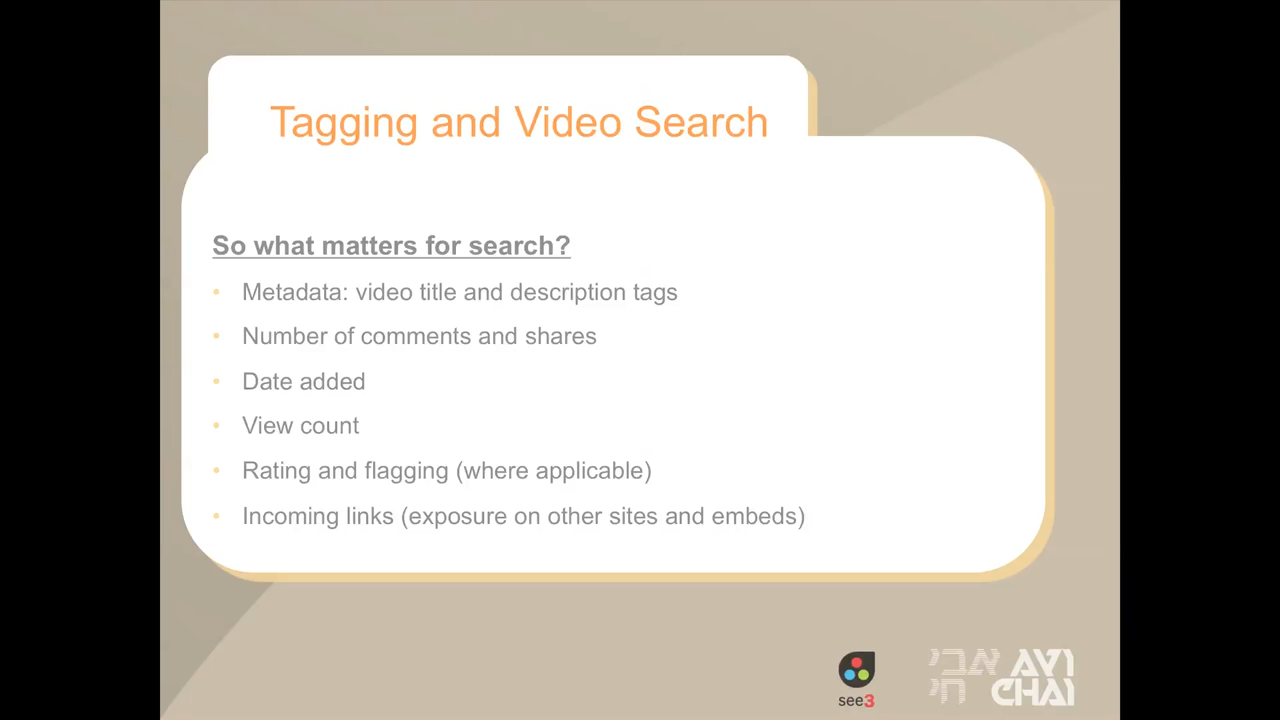 Tagging and Video Search
So what matters for search?
• Metadata: video title and description tags
• Number of comments and shares
• Date added
• View count
• Rating and flagging (where applicable)
• Incoming links (exposure on other sites and embeds)
see3
אבי AVI
חי CHAI